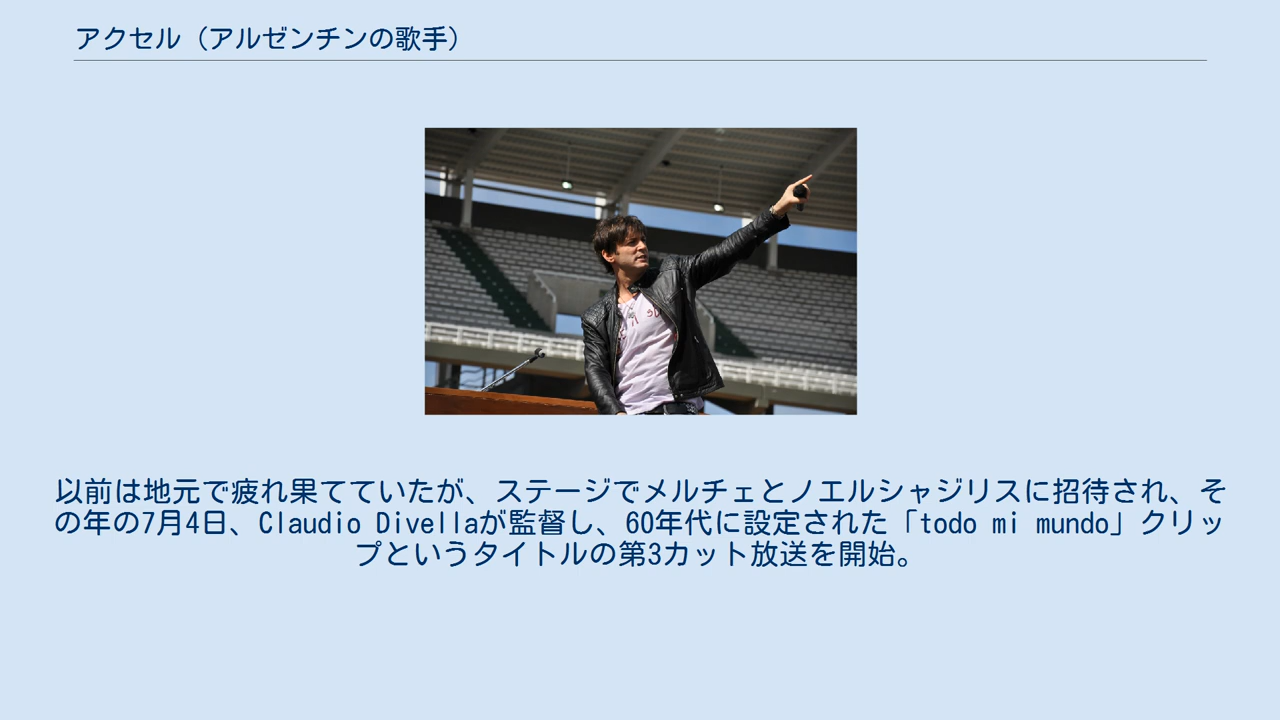 アクセル（アルゼンチンの歌手）
以前は地元で疲れ果てていたが、ステージでメルチェとノエルシャジリスに招待され、そ
の年の7月4日、Claudio Divellaが監督し、60年代に設定された「todo mi mundo」クリッ
プというタイトルの第3カット放送を開始。